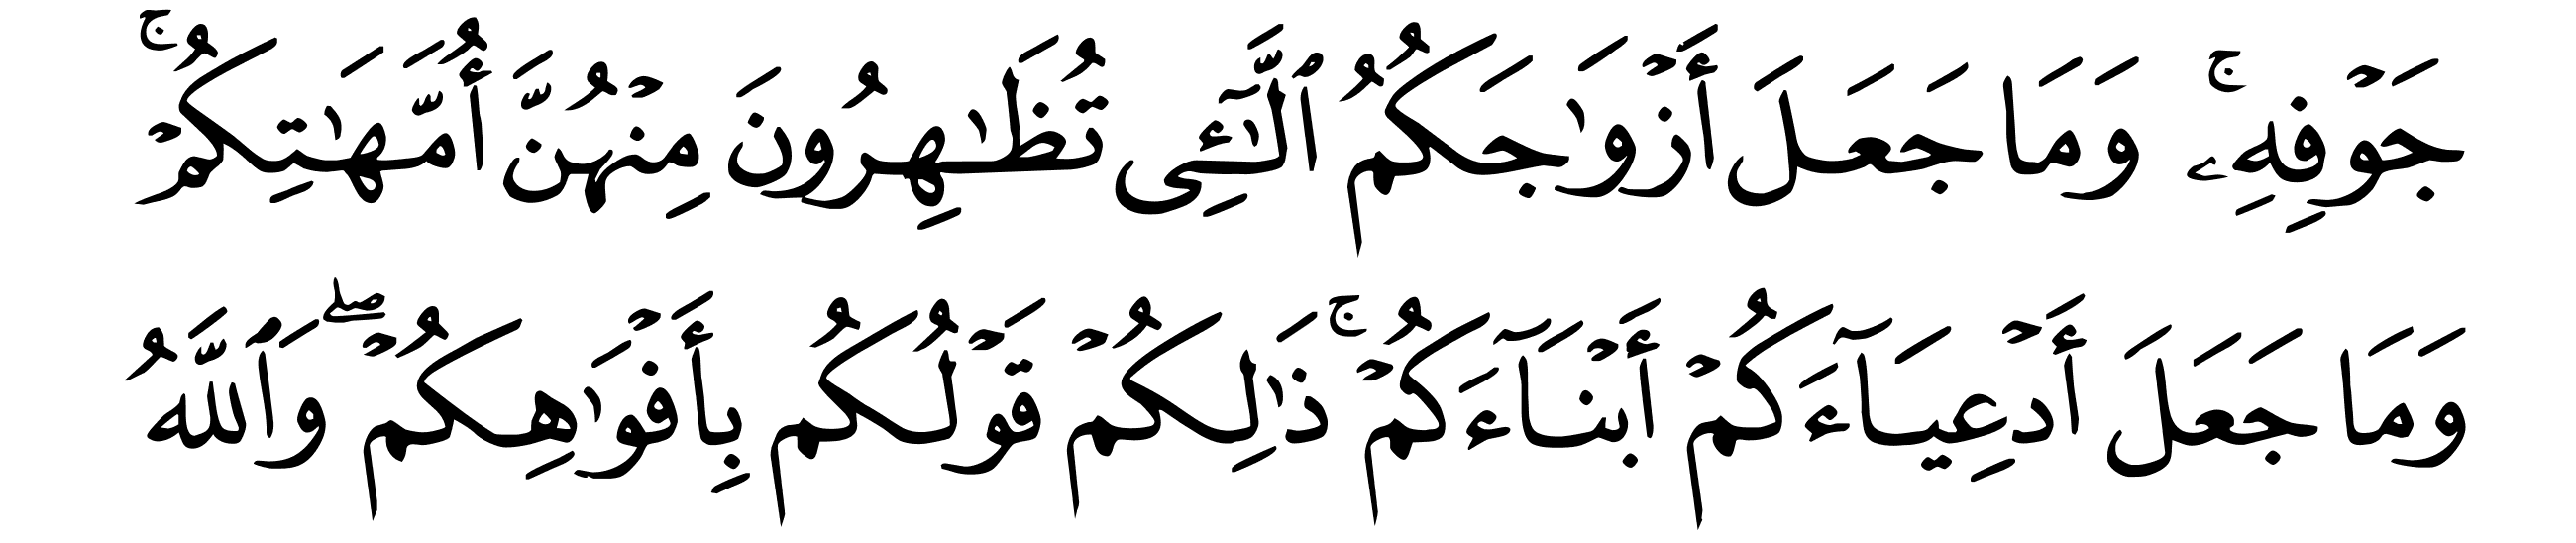 جَوْفِهِۦۚ وَمَا جَعَلَ أَزْوَٰجَكُمُ ٱلَّٰٓـِٔى تُظَٰهِرُونَ مِنْهُنَّ أُمَّهَٰتِكُمْۚ
وَمَا جَعَلَ أَدْعِيَآءَكُمْ أَبْنَآءَكُمْۚ ذَٰلِكُمْ قَوْلُكُم بِأَفْوَٰهِكُمْۖ وَٱللَّهُ